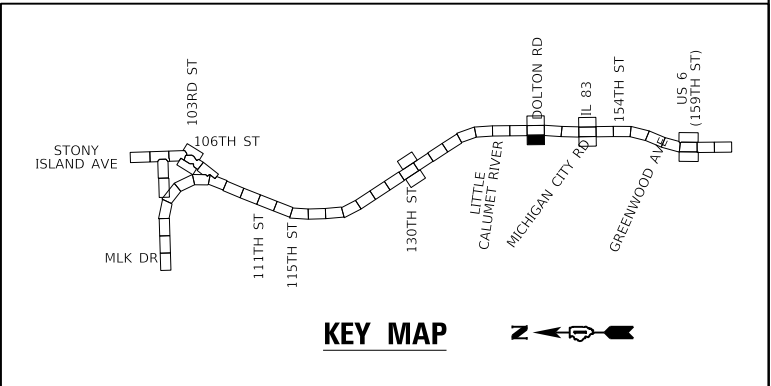 103RD ST
106TH ST
STONY
ISLAND AVE
MLK DR
111TH ST
115TH ST
130TH ST
LITTLE
CALUMET RIVER
DOLTON RD
MICHIGAN CITY RD
IL 83
154TH ST
GREENWOOD AVE
US 6
(159TH ST)
KEY MAP
N